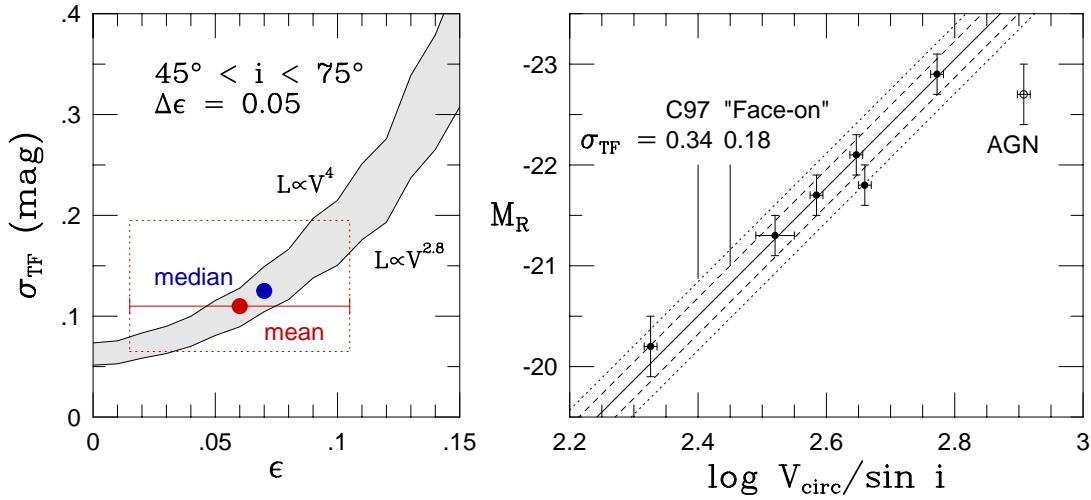 .4
.3
.2
.1
0
σTF (mag)
45° < i < 75°
Δϵ = 0.05
L∝V⁴
L∝V²·⁸
median
mean
0
.05
.1
.15
ϵ
-23
-22
-21
-20
M_R
C97 "Face-on"
σTF = 0.34 0.18
AGN
2.2
2.4
2.6
2.8
3
log Vcirc/sin i